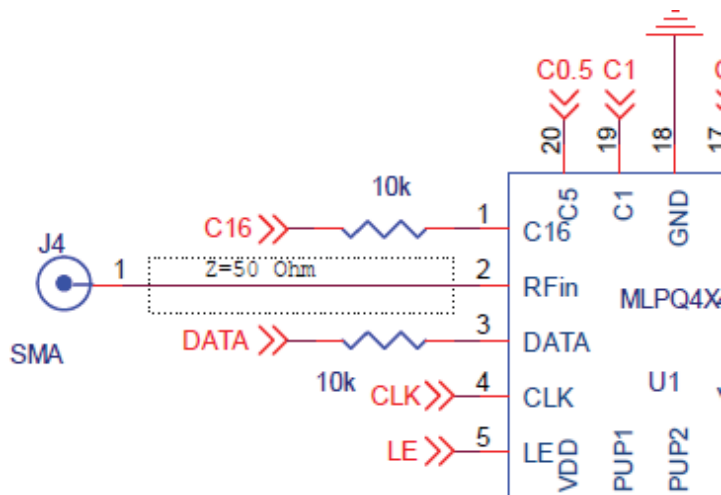 C0.5 C1 C
20 19 18 17
10k
C16 1 C16 C5 C1 GND
J4
1 Z=50 Ohm 2 RFin
MLPQ4X4
SMA
DATA 3 DATA
10k
CLK 4 CLK U1
LE 5 LE VDD PUP1 PUP2